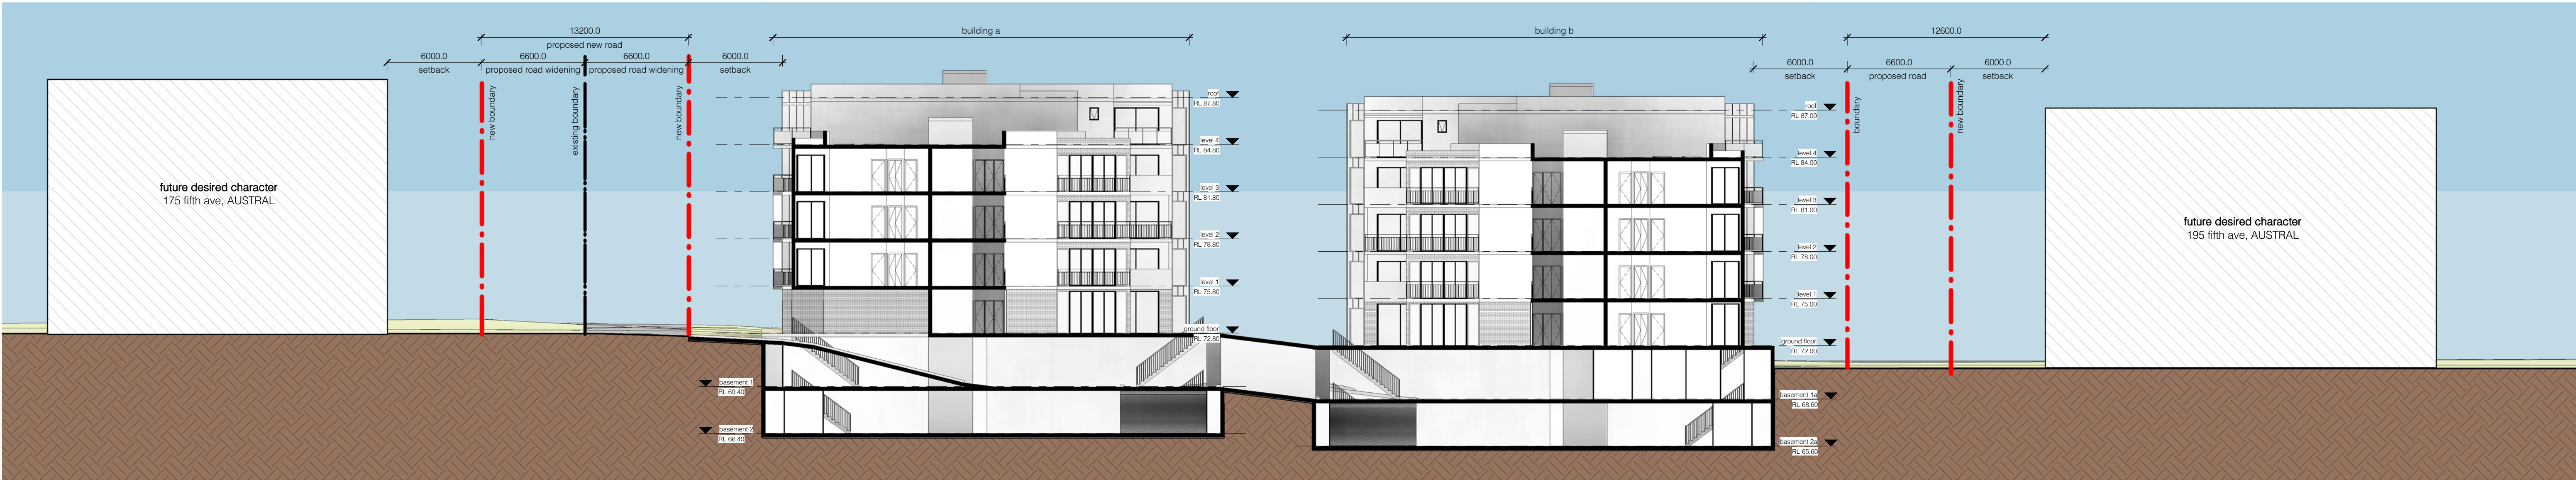 13200.0
proposed new road
6000.0
setback
6600.0
proposed road widening
6600.0
proposed road widening
6000.0
setback
new boundary
existing boundary
new boundary
future desired character
175 fifth ave, AUSTRAL
building a
roof
RL 87.80
level 4
RL 84.80
level 3
RL 81.80
level 2
RL 78.80
level 1
RL 75.80
ground floor
RL 72.80
basement 1
RL 69.40
basement 2
RL 66.40
building b
roof
RL 87.00
level 4
RL 84.00
level 3
RL 81.00
level 2
RL 78.00
level 1
RL 75.00
ground floor
RL 72.00
basement 1a
RL 68.60
basement 2a
RL 65.60
12600.0
6000.0
setback
6600.0
proposed road
6000.0
setback
boundary
new boundary
future desired character
195 fifth ave, AUSTRAL